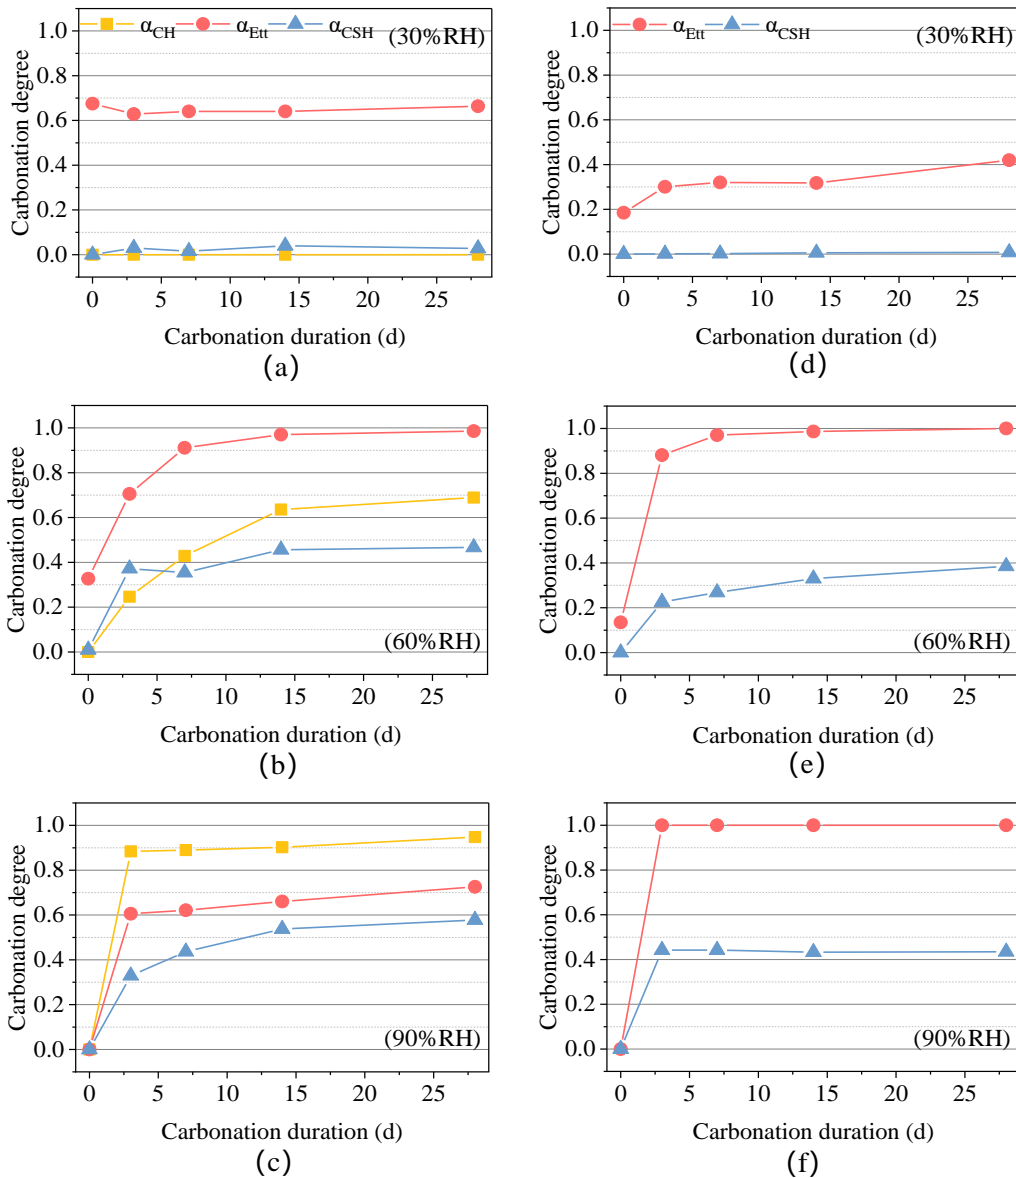 α_CH α_Ett α_CSH (30%RH)
1.0
0.8
0.6
0.4
0.2
0.0
Carbonation degree
0 5 10 15 20 25
Carbonation duration (d)
(a)
α_Ett α_CSH (30%RH)
1.0
0.8
0.6
0.4
0.2
0.0
Carbonation degree
0 5 10 15 20 25
Carbonation duration (d)
(d)
1.0
0.8
0.6
0.4
0.2
0.0
Carbonation degree
(60%RH)
0 5 10 15 20 25
Carbonation duration (d)
(b)
1.0
0.8
0.6
0.4
0.2
0.0
Carbonation degree
(60%RH)
0 5 10 15 20 25
Carbonation duration (d)
(e)
1.0
0.8
0.6
0.4
0.2
0.0
Carbonation degree
(90%RH)
0 5 10 15 20 25
Carbonation duration (d)
(c)
1.0
0.8
0.6
0.4
0.2
0.0
Carbonation degree
(90%RH)
0 5 10 15 20 25
Carbonation duration (d)
(f)